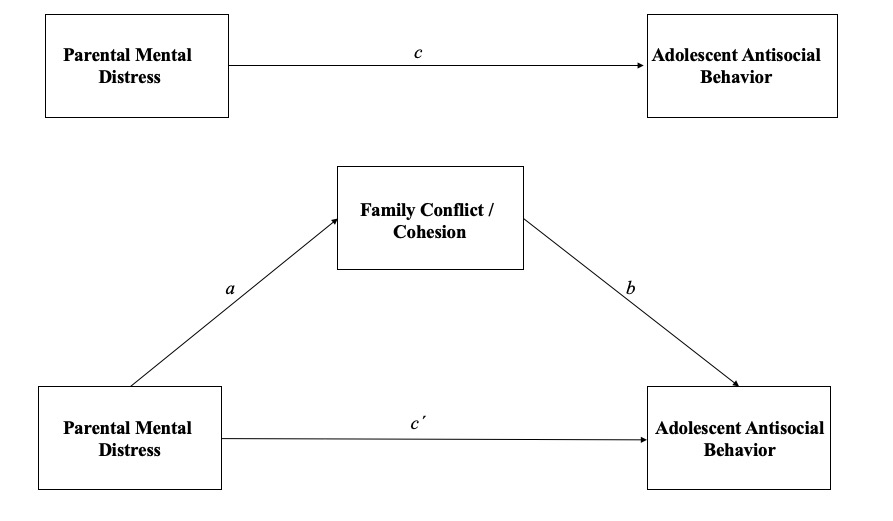 Parental Mental
Distress
c
Adolescent Antisocial
Behavior
Family Conflict /
Cohesion
a
b
Parental Mental
Distress
c´
Adolescent Antisocial
Behavior